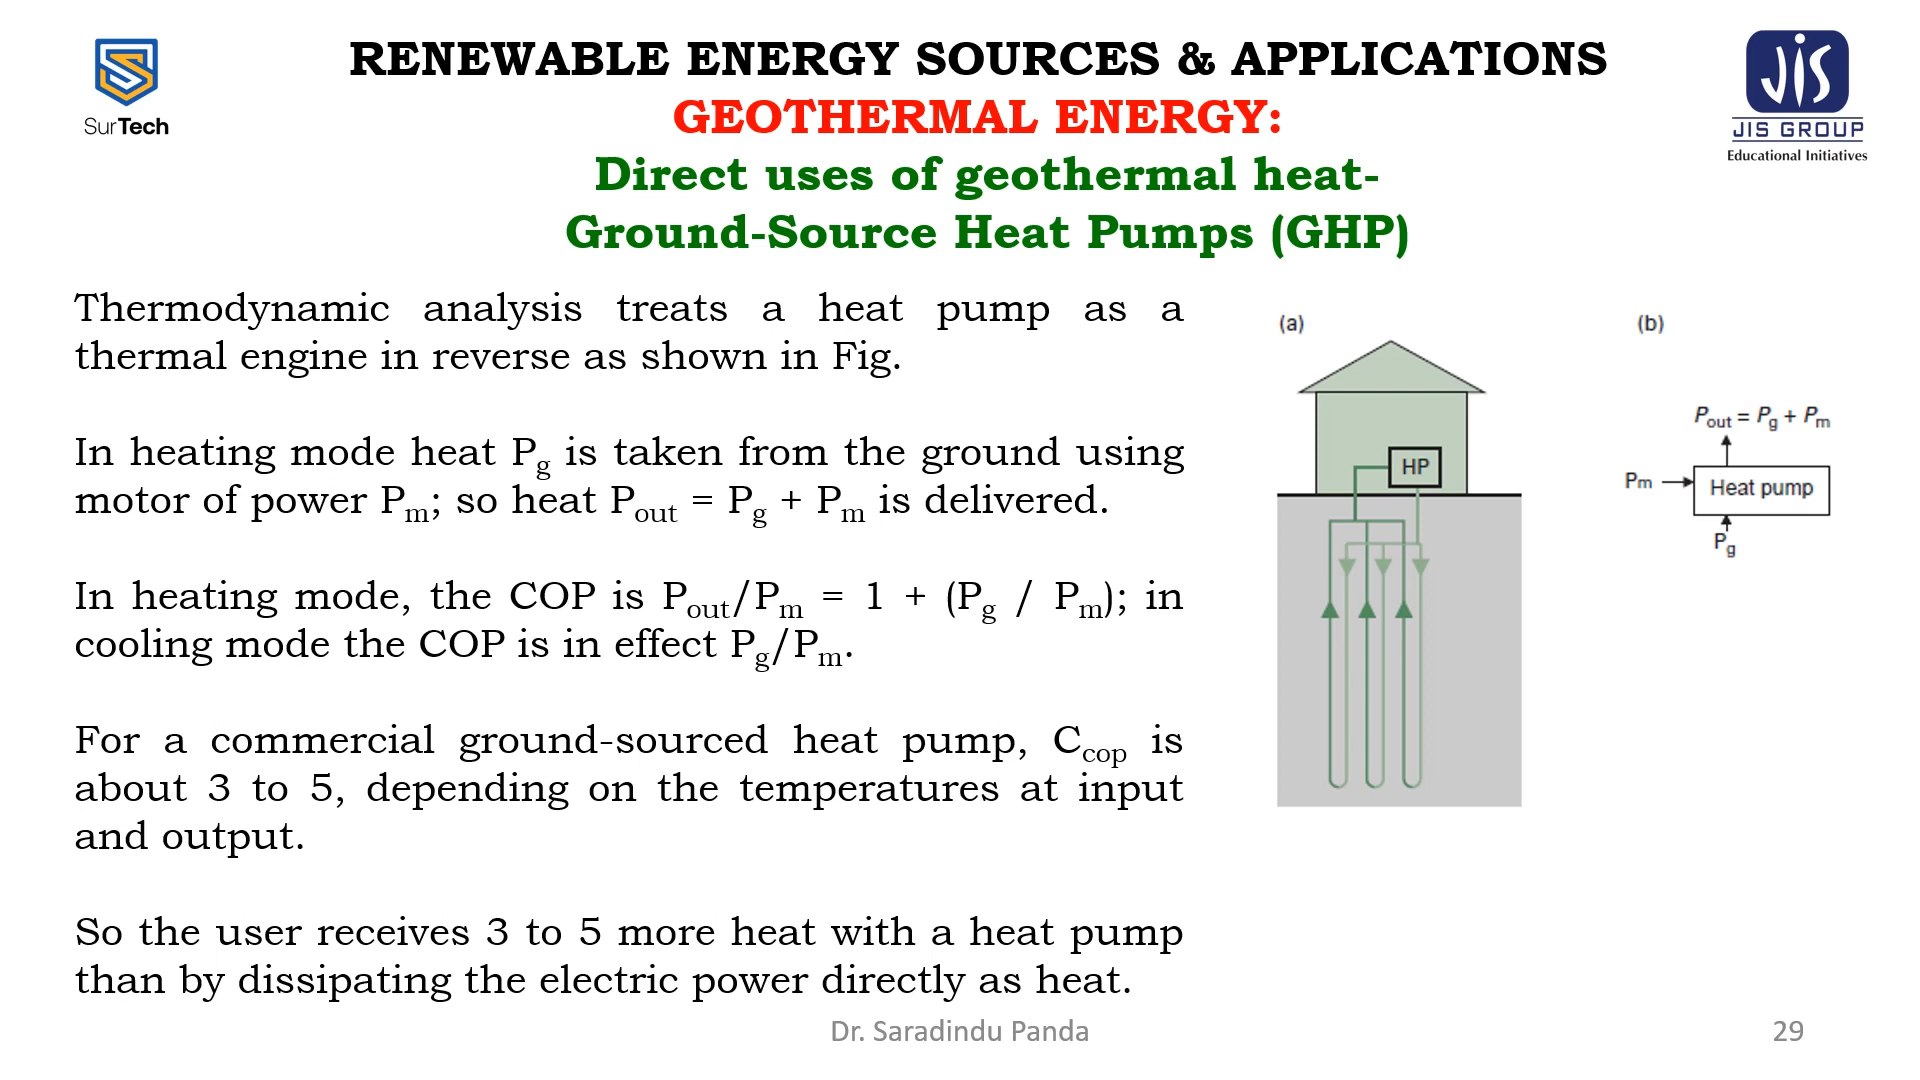 SurTech
RENEWABLE ENERGY SOURCES & APPLICATIONS
GEOTHERMAL ENERGY:
Direct uses of geothermal heat-
Ground-Source Heat Pumps (GHP)
JIS
JIS GROUP
Educational Initiatives
Thermodynamic analysis treats a heat pump as a
thermal engine in reverse as shown in Fig.
In heating mode heat Pg is taken from the ground using
motor of power Pm; so heat Pout = Pg + Pm is delivered.
In heating mode, the COP is Pout/Pm = 1 + (Pg / Pm); in
cooling mode the COP is in effect Pg/Pm.
For a commercial ground-sourced heat pump, Ccop is
about 3 to 5, depending on the temperatures at input
and output.
So the user receives 3 to 5 more heat with a heat pump
than by dissipating the electric power directly as heat.
(a)
HP
(b)
Pout = Pg + Pm
Pm
Heat pump
Pg
Dr. Saradindu Panda
29